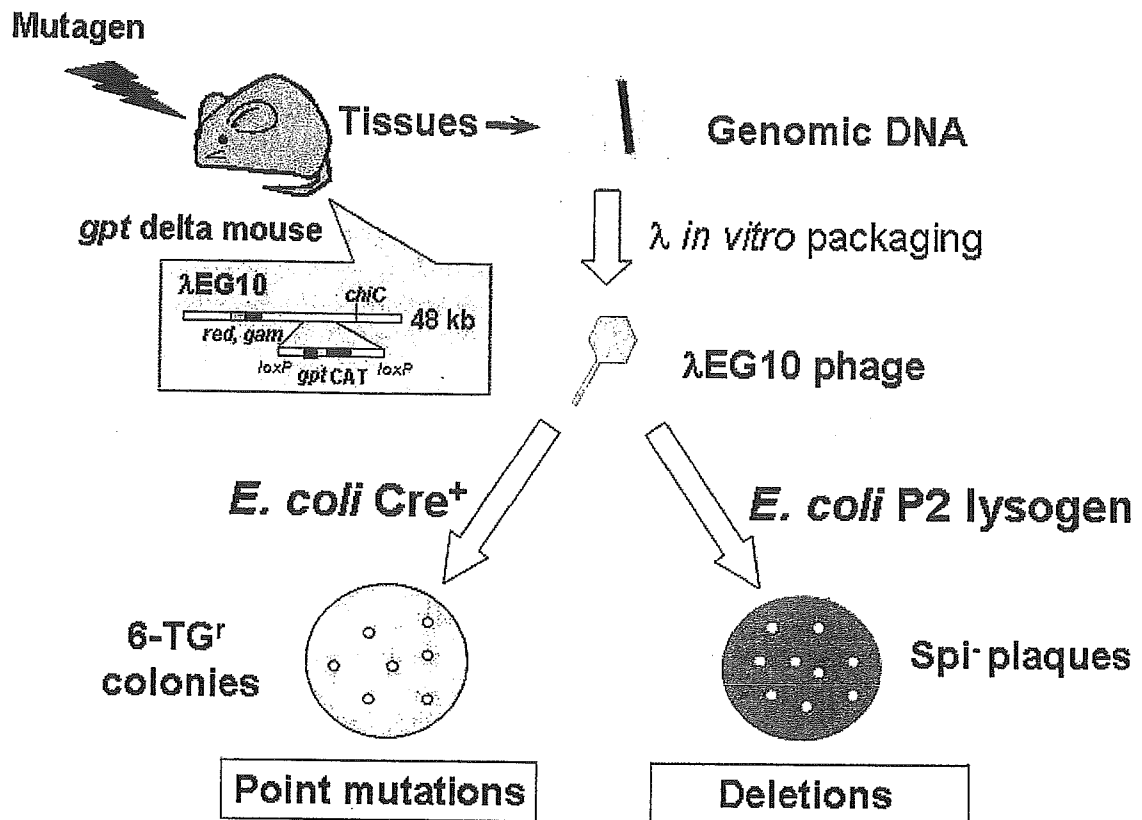 Mutagen
Tissues
Genomic DNA
gpt delta mouse
λ in vitro packaging
λEG10
chiC
48 kb
red, gam
loxP gpt CAT loxP
λEG10 phage
E. coli Cre⁺
E. coli P2 lysogen
6-TGʳ
colonies
Spi⁻ plaques
Point mutations
Deletions